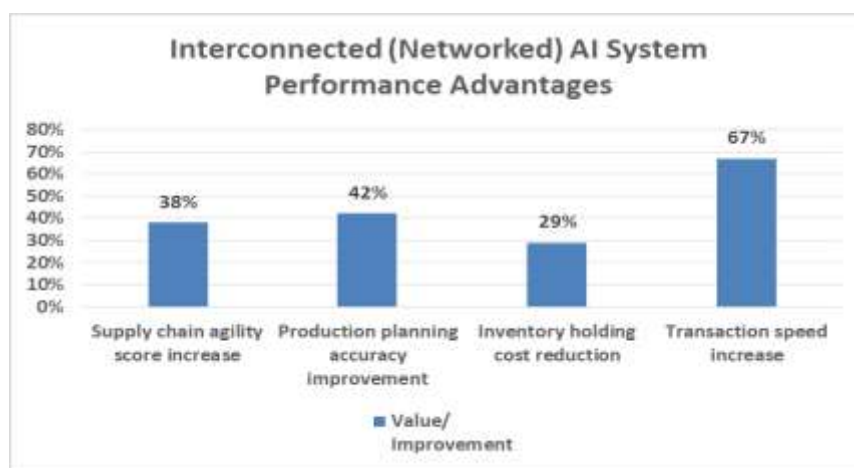 Interconnected (Networked) AI System
Performance Advantages
80%
70%
60%
50%
40%
30%
20%
10%
0%
38%
42%
29%
67%
Supply chain agility
score increase
Production planning
accuracy
improvement
Inventory holding
cost reduction
Transaction speed
increase
Value/
Improvement